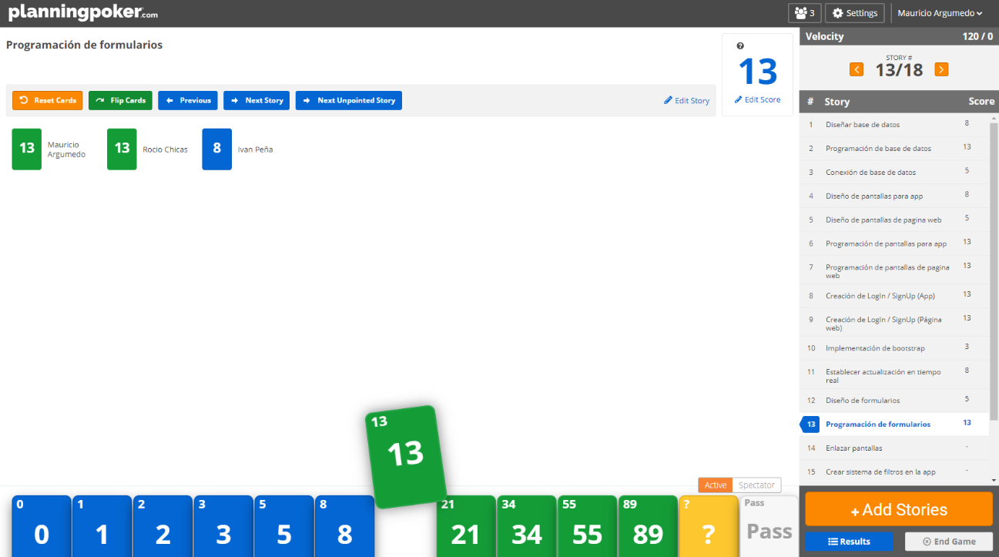 planningpoker.com
3
Settings
Mauricio Argumedo
Programación de formularios
?
13
Edit Score
Reset Cards
Flip Cards
Previous
Next Story
Next Unpointed Story
Edit Story
13
Mauricio
Argumedo
13
Rocio Chicas
8
Ivan Peña
Velocity 120 / 0
STORY #
13/18
# Story Score
1 Diseñar base de datos 8
2 Programación de base de datos 13
3 Conexión de base de datos 5
4 Diseño de pantallas para app 8
5 Diseño de pantallas de pagina web 5
6 Programación de pantallas para app 13
7 Programación de pantallas de pagina 13
web
8 Creación de LogIn / SignUp (App) 13
9 Creación de LogIn / SignUp (Página 13
web)
10 Implementación de bootstrap 3
11 Establecer actualización en tiempo 8
real
12 Diseño de formularios 5
13 Programación de formularios 13
14 Enlazar pantallas -
15 Crear sistema de filtros en la app -
Active Spectator
0
0
1
1
2
2
3
3
5
5
8
8
13
13
21
21
34
34
55
55
89
89
?
?
Pass
Pass
+ Add Stories
Results
End Game